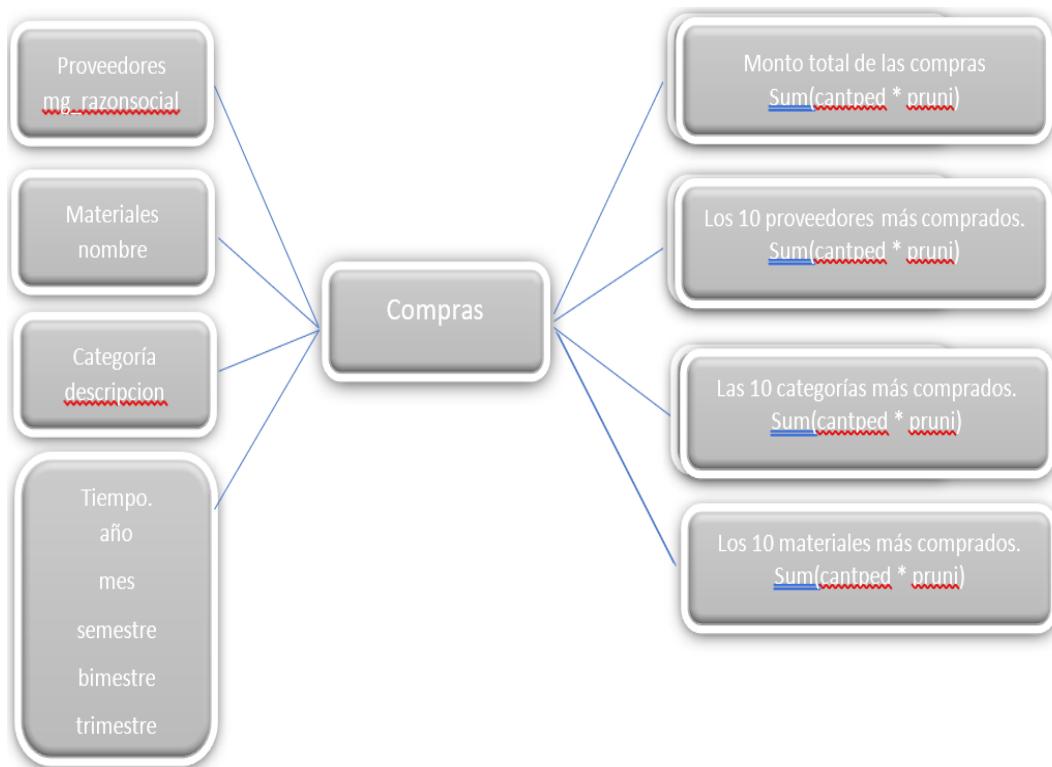 Proveedores
mg_razonsocial
Materiales
nombre
Categoría
descripcion
Tiempo.
año
mes
semestre
bimestre
trimestre
Compras
Monto total de las compras
Sum(cantped * pruni)
Los 10 proveedores más comprados.
Sum(cantped * pruni)
Las 10 categorías más comprados.
Sum(cantped * pruni)
Los 10 materiales más comprados.
Sum(cantped * pruni)